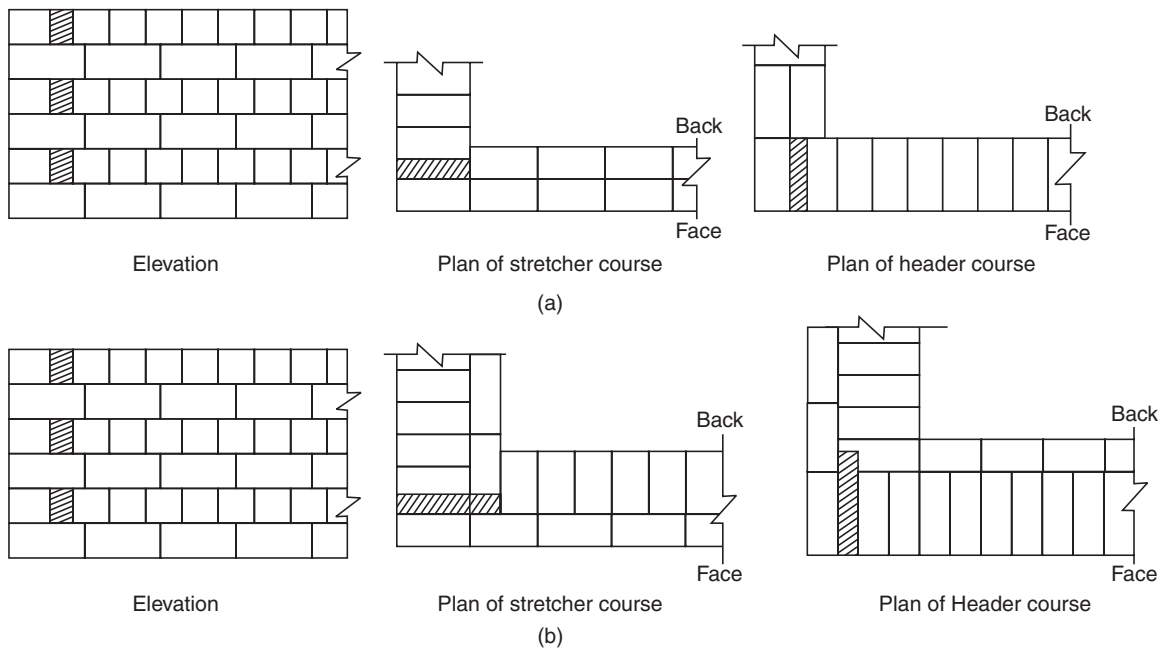 Back
Face
Back
Face
Elevation
Plan of stretcher course
Plan of header course
(a)
Back
Face
Back
Face
Elevation
Plan of stretcher course
Plan of Header course
(b)